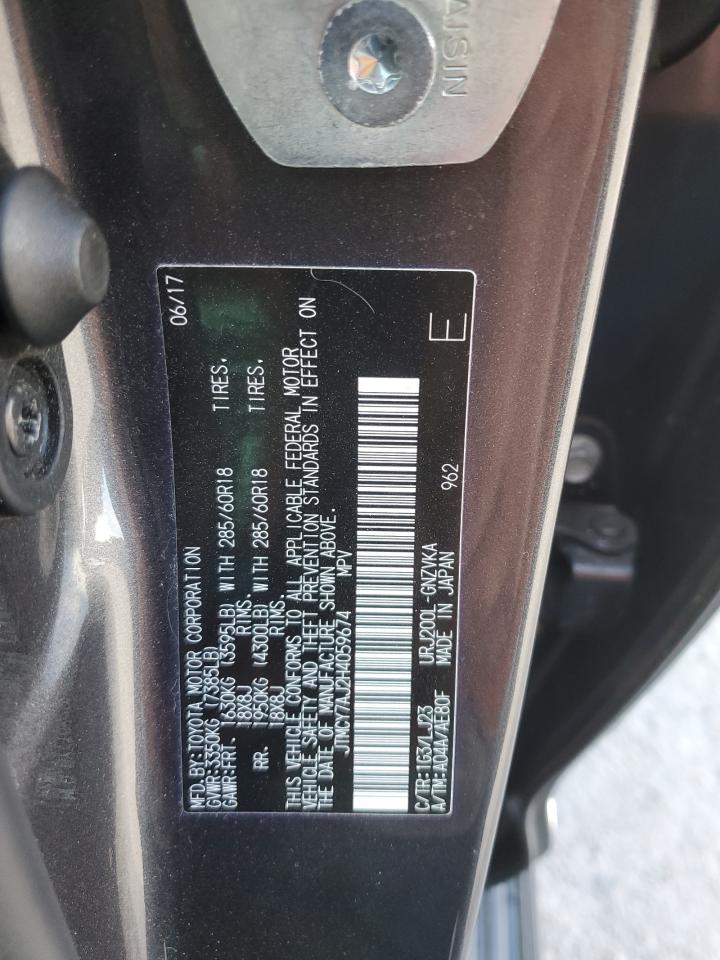 AISIN
MFD. BY: TOYOTA MOTOR CORPORATION 06/17
GVWR: 3350KG (7385LB)
GAWR: FRT. 1630KG (3595LB) WITH 285/60R18 TIRES,
18X8J RIMS.
RR. 1950KG (4300LB) WITH 285/60R18 TIRES,
18X8J RIMS.
THIS VEHICLE CONFORMS TO ALL APPLICABLE FEDERAL MOTOR
VEHICLE SAFETY AND THEFT PREVENTION STANDARDS IN EFFECT ON
THE DATE OF MANUFACTURE SHOWN ABOVE.
JTMCY7AJ2H4059674 MPV
C/TR: 1G3/LJ23 URJ200L-GNZVKA 962
A/TM: A04A/AE80F MADE IN JAPAN E